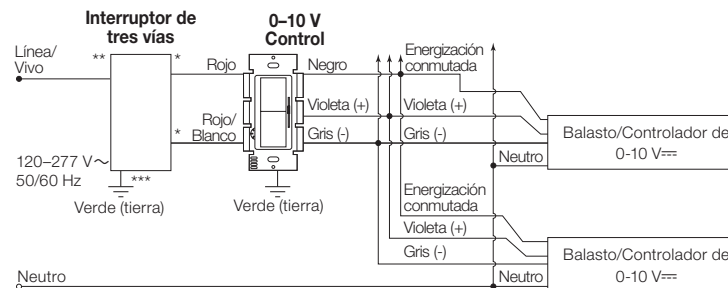 Interruptor de
tres vías
0–10 V
Control
Línea/
Vivo
**
*
Rojo
Negro
Energización
conmutada
Violeta (+)
Violeta (+)
Rojo/
Blanco
*
Gris (-)
Gris (-)
Balasto/Controlador de
0-10 V⎓
120–277 V~
50/60 Hz
***
Neutro
Verde (tierra)
Verde (tierra)
Energización
conmutada
Violeta (+)
Gris (-)
Balasto/Controlador de
0-10 V⎓
Neutro
Neutro